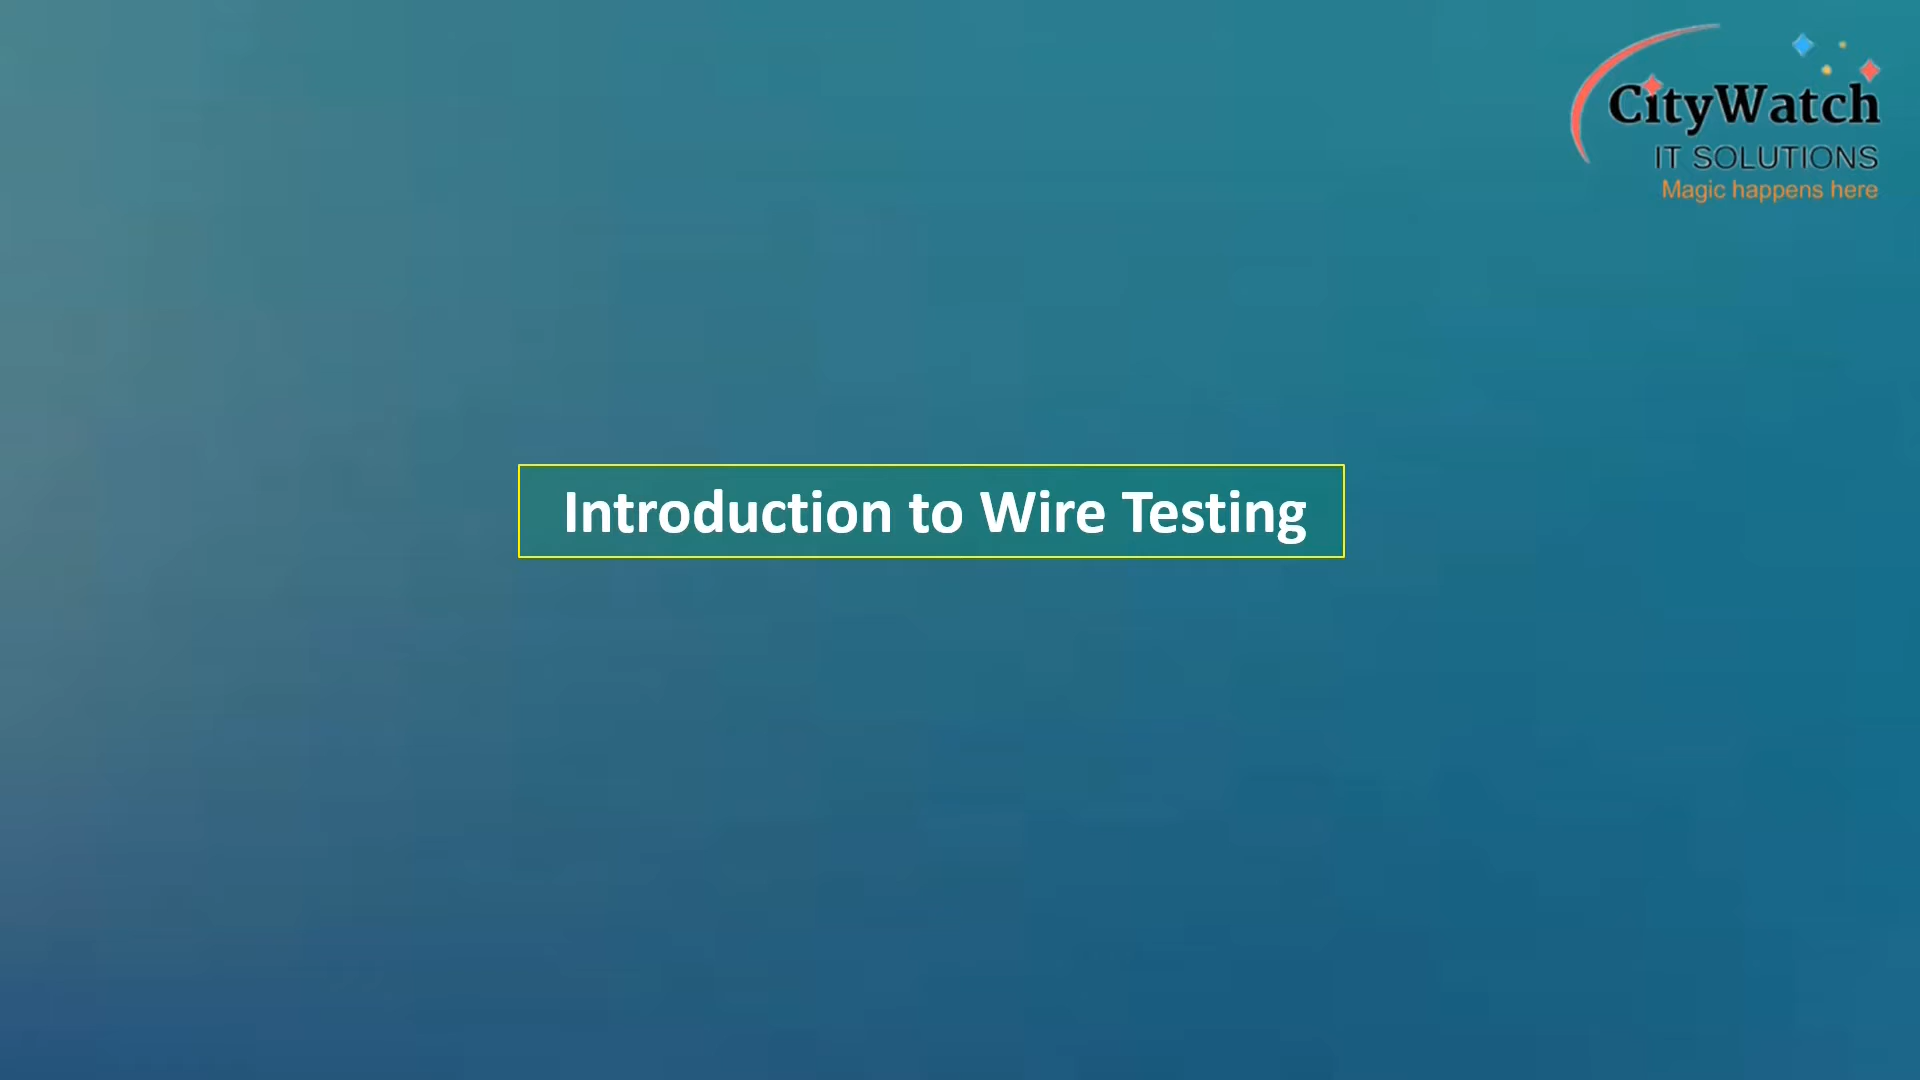 CityWatch
IT SOLUTIONS
Magic happens here
Introduction to Wire Testing